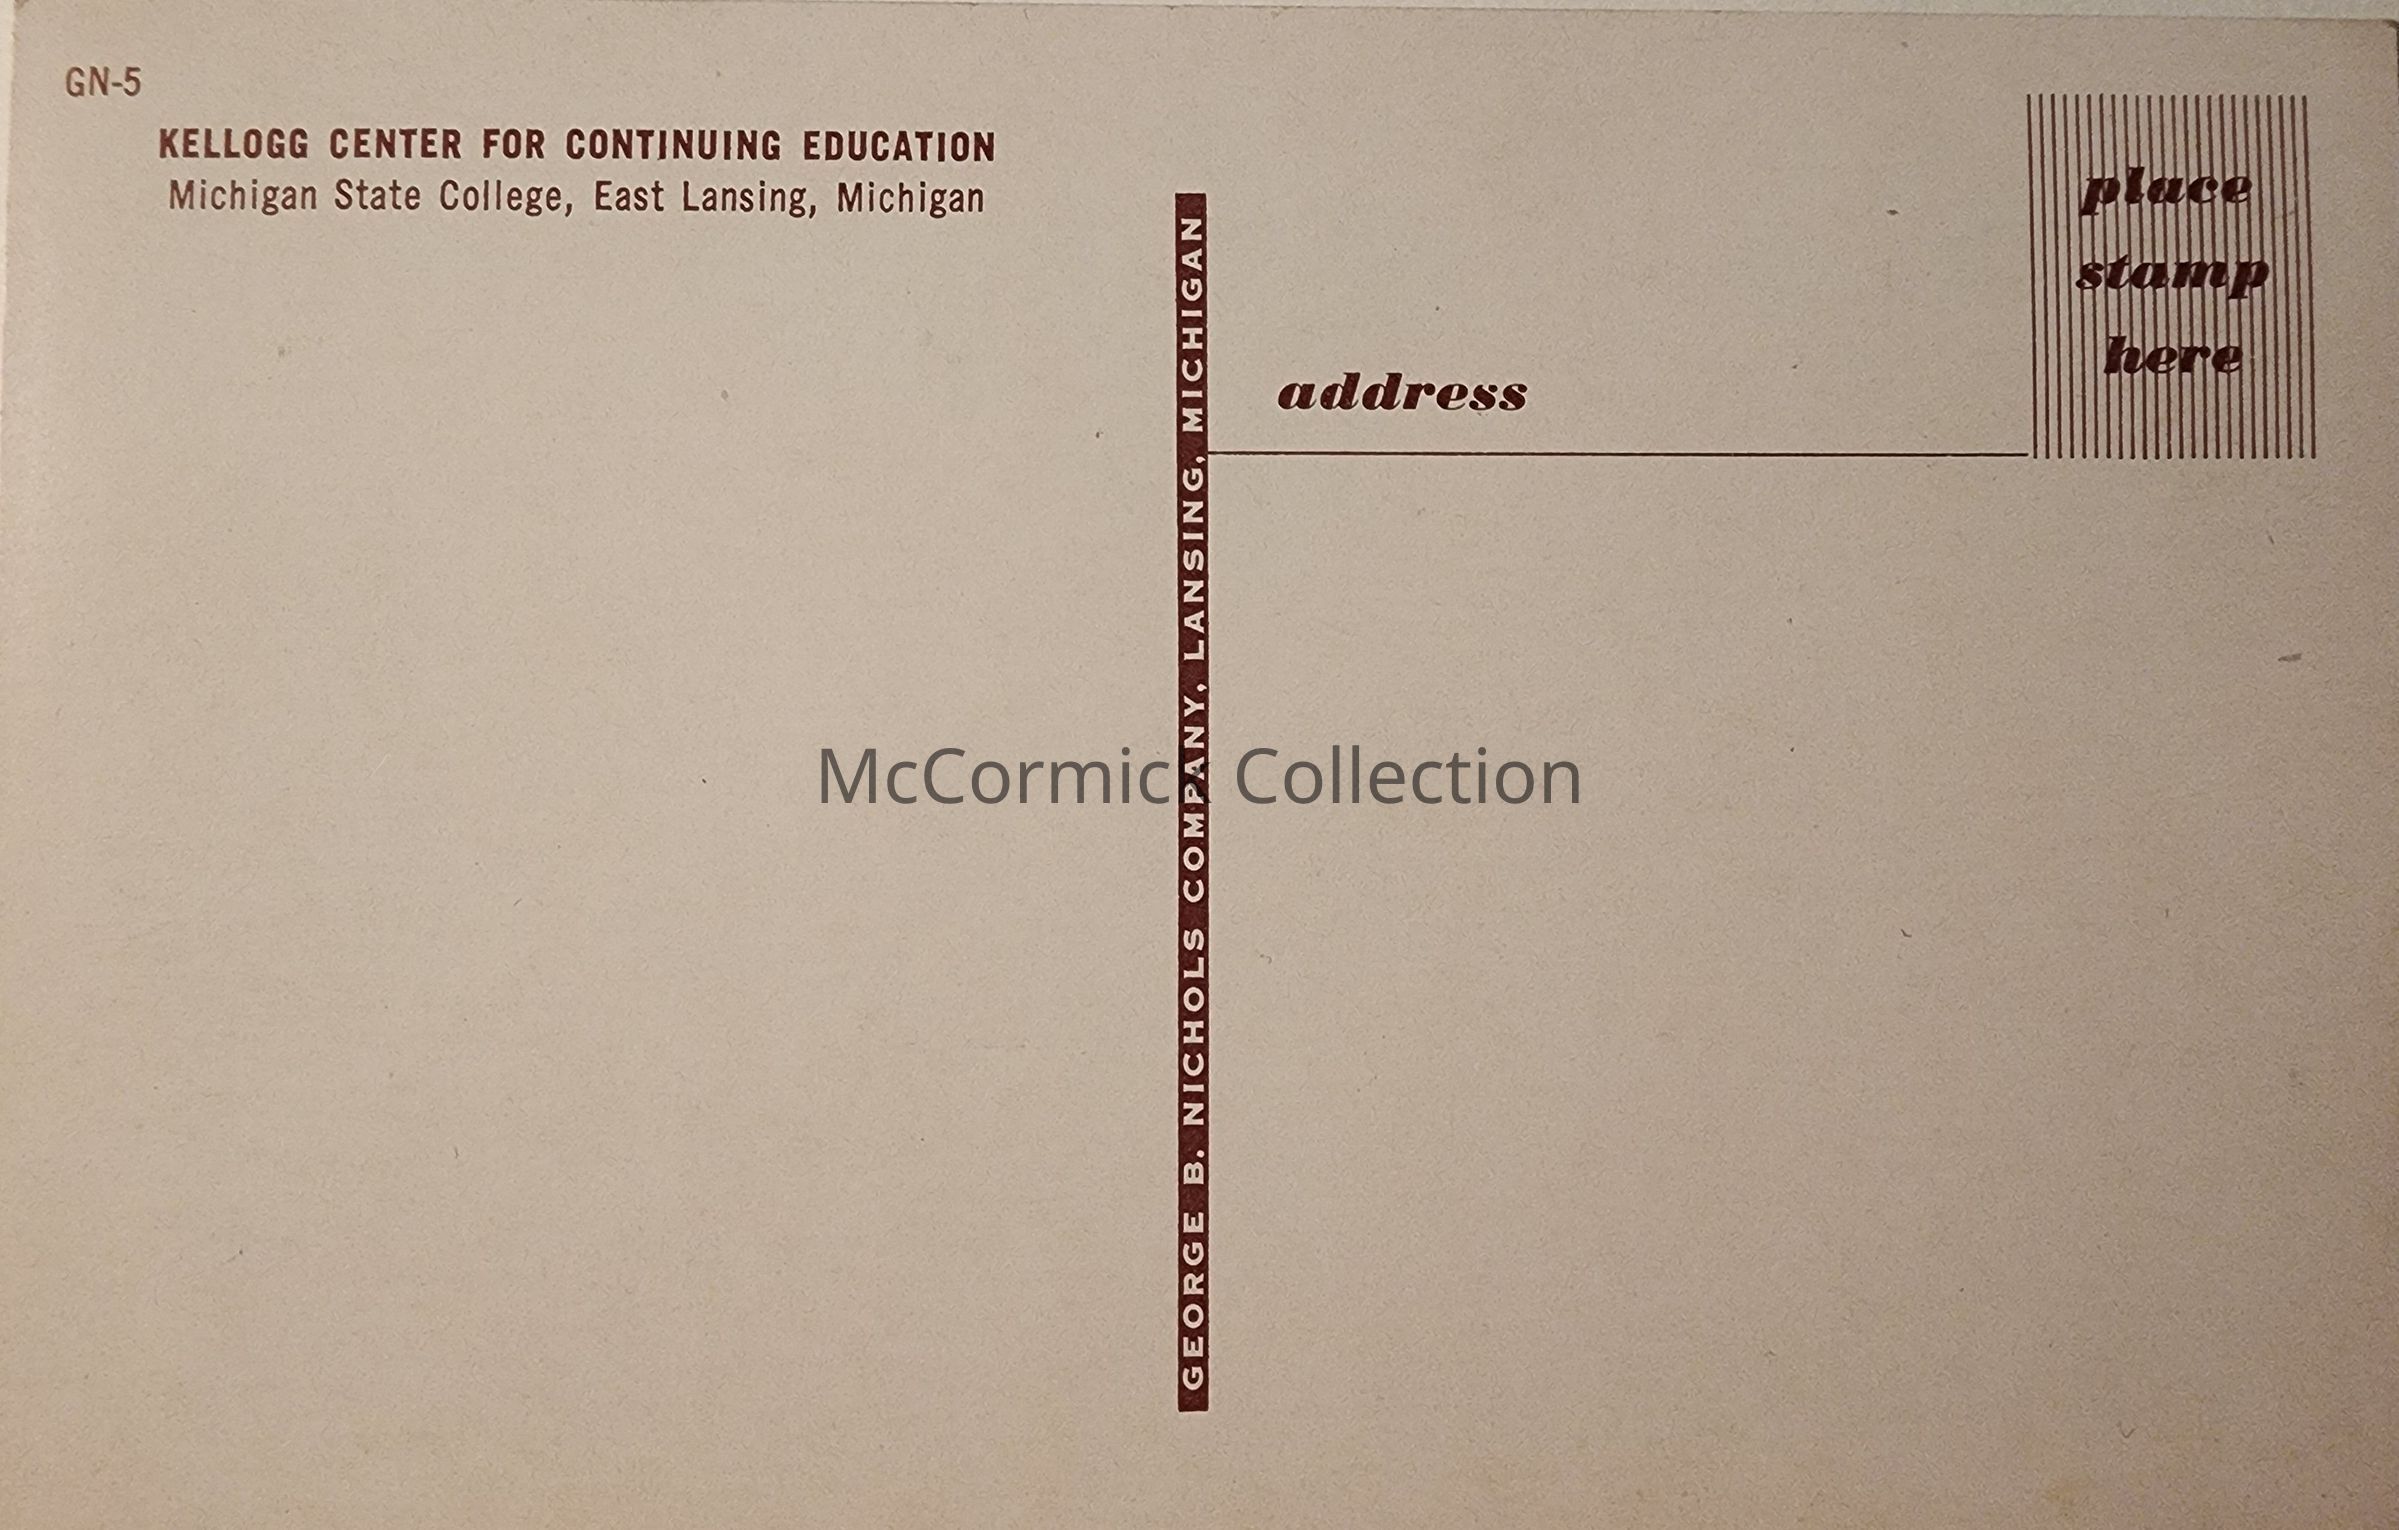 GN-5
KELLOGG CENTER FOR CONTINUING EDUCATION
Michigan State College, East Lansing, Michigan
GEORGE B. NICHOLS COMPANY, LANSING, MICHIGAN
place
stamp
here
address
McCormick Collection